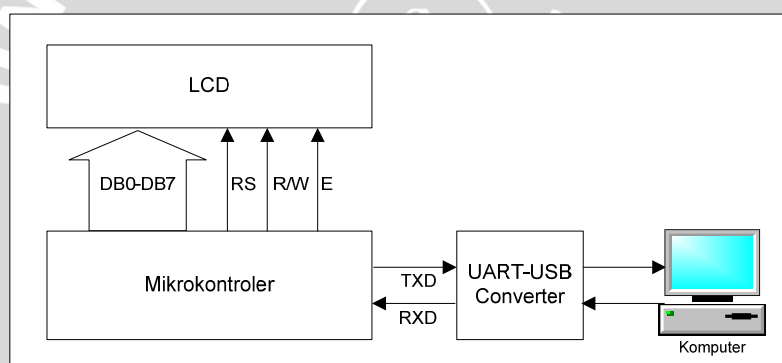 LCD
DB0-DB7
RS
R/W
E
Mikrokontroler
TXD
RXD
UART-USB
Converter
Komputer